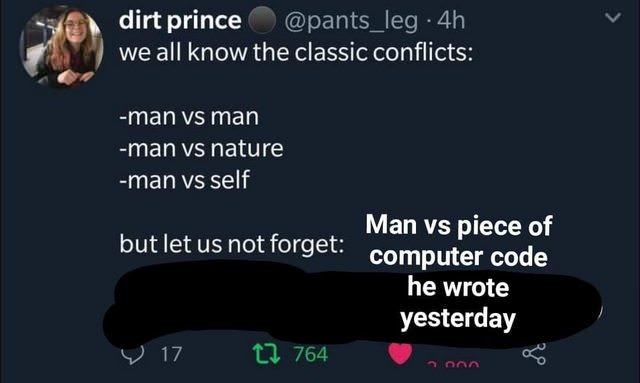 dirt prince @pants_leg · 4h
we all know the classic conflicts:
-man vs man
-man vs nature
-man vs self
but let us not forget:
Man vs piece of
computer code
he wrote
yesterday
17 764